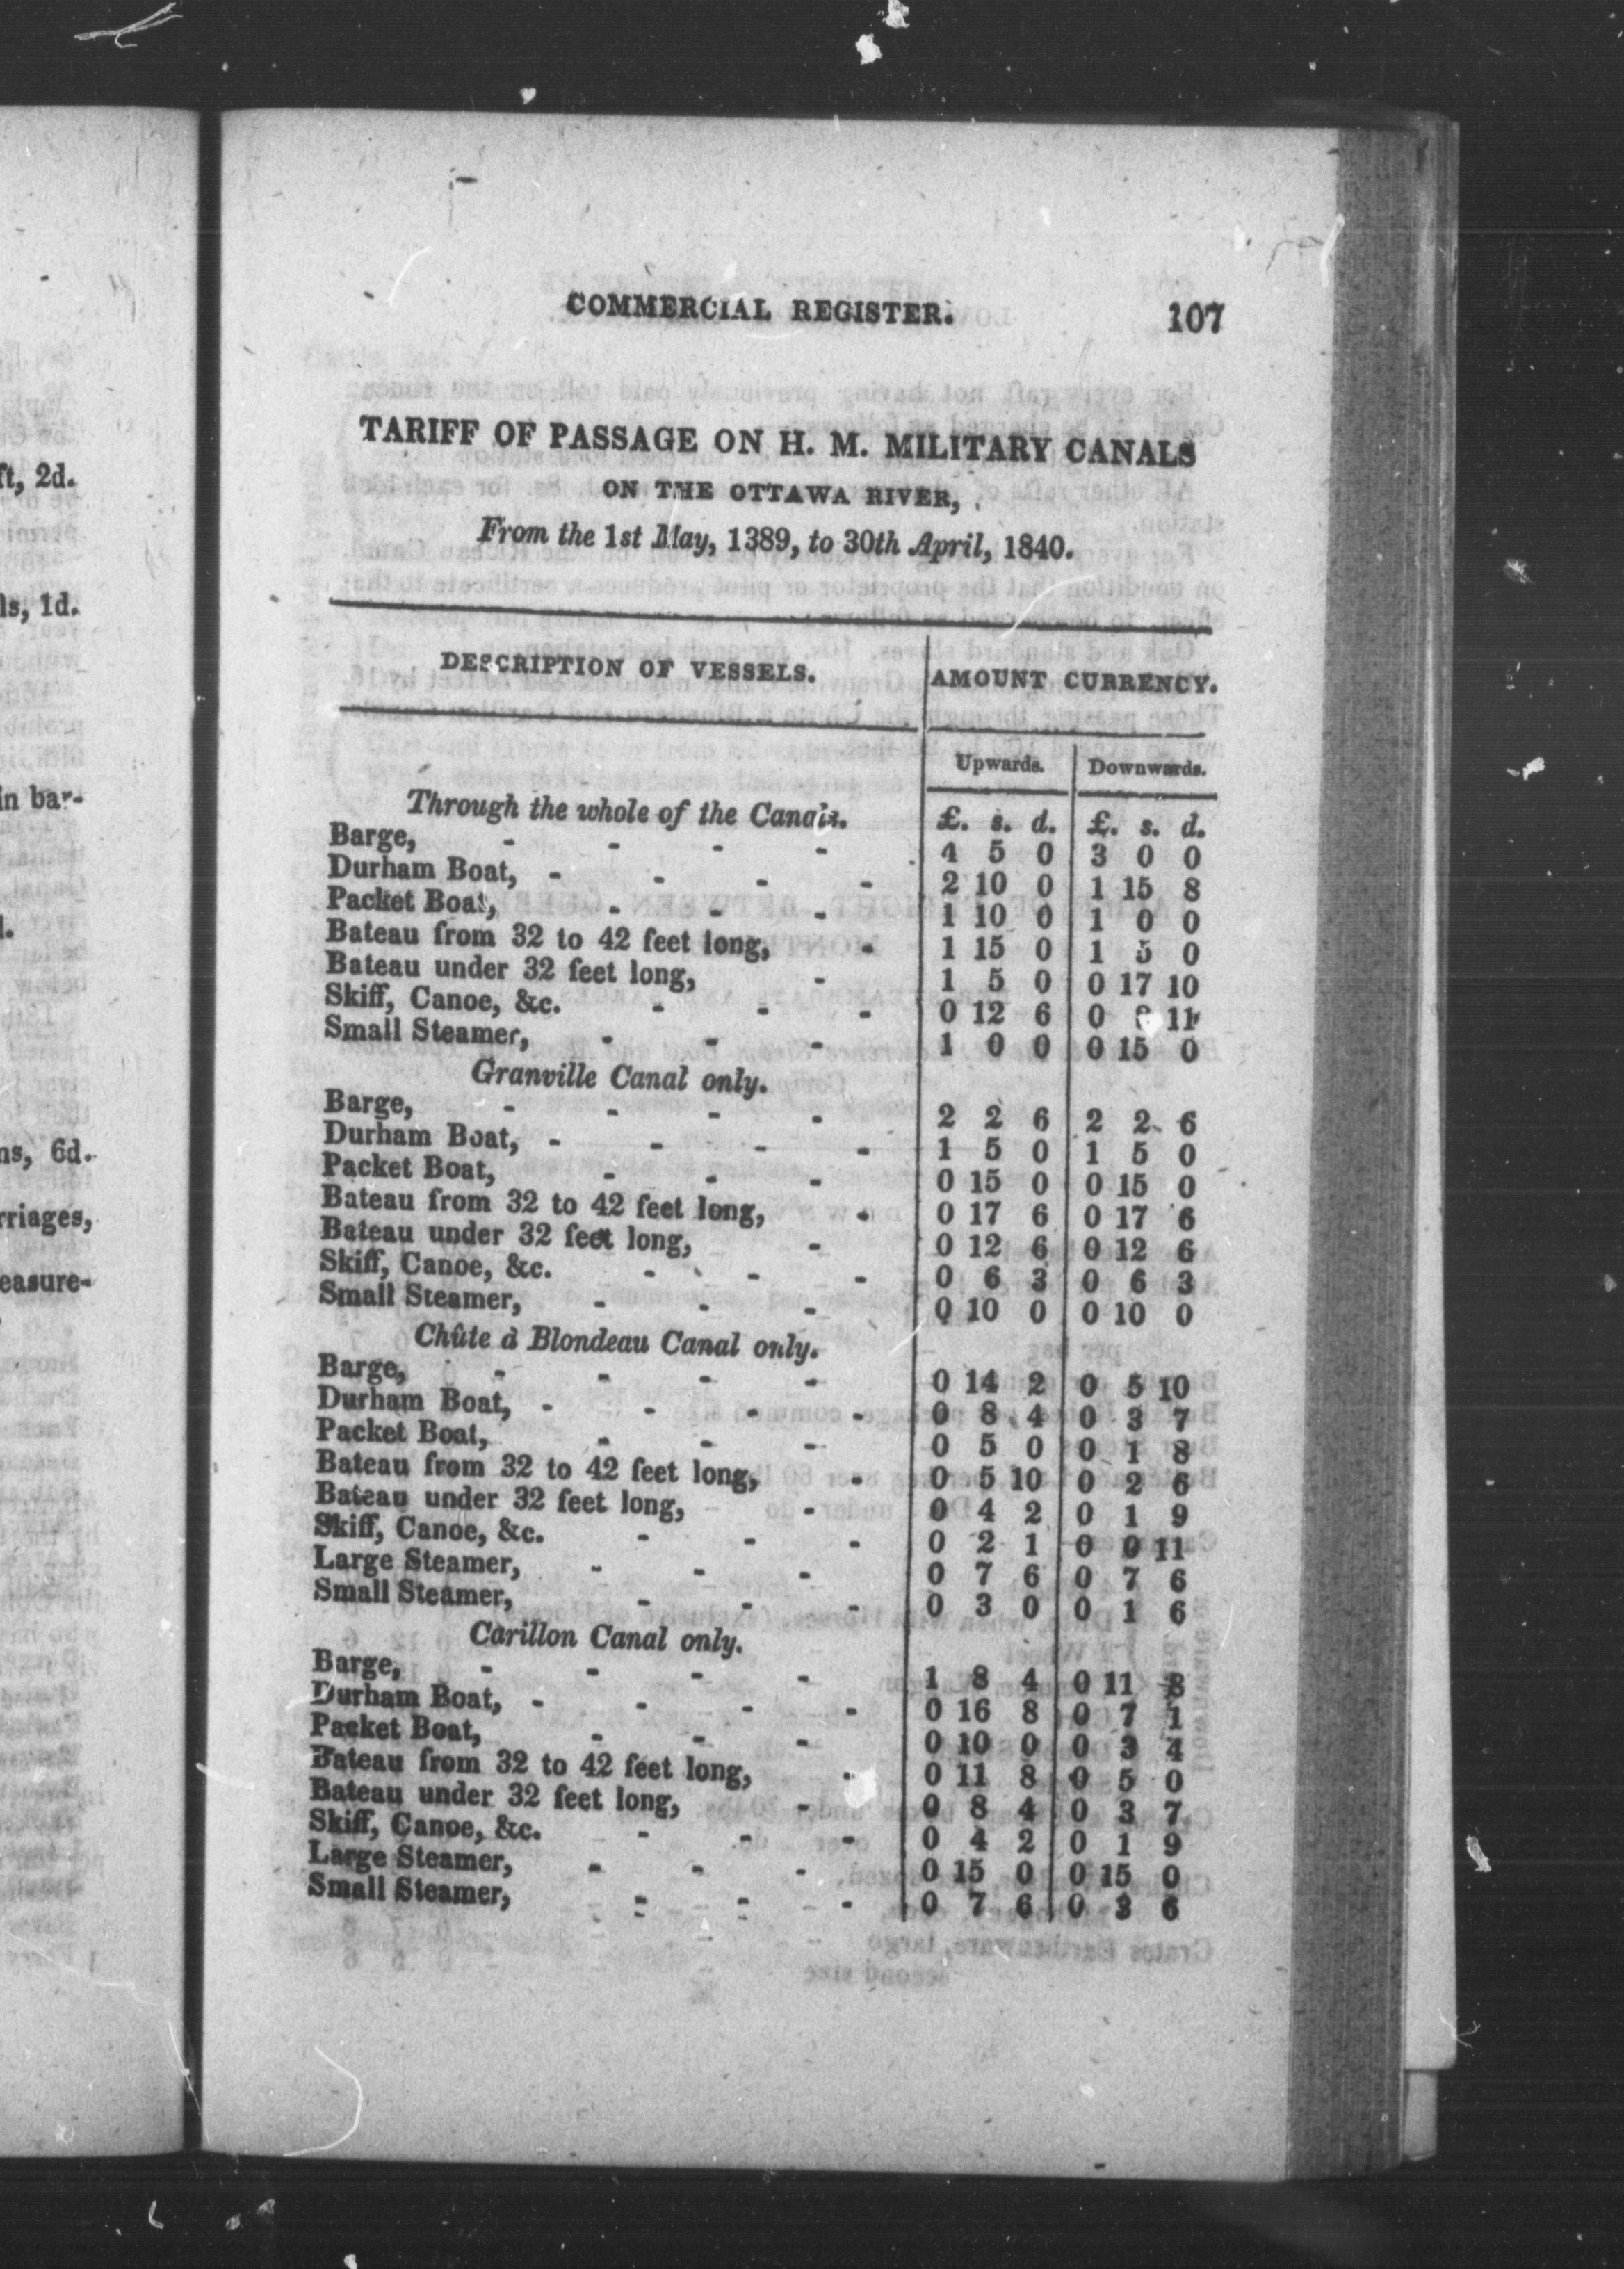 ft, 2d.
ls, 1d.
in bar-
l.
ns, 6d.
rriages,
easure-
COMMERCIAL REGISTER. 107
TARIFF OF PASSAGE ON H. M. MILITARY CANALS
ON THE OTTAWA RIVER,
From the 1st May, 1389, to 30th April, 1840.
DESCRIPTION OF VESSELS. AMOUNT CURRENCY.
Upwards. Downwards.
Through the whole of the Canals. £. s. d. £. s. d.
Barge, - - - - 4 5 0 3 0 0
Durham Boat, - - - - 2 10 0 1 15 8
Packet Boat, - - - 1 10 0 1 0 0
Bateau from 32 to 42 feet long, - 1 15 0 1 5 0
Bateau under 32 feet long, - 1 5 0 0 17 10
Skiff, Canoe, &c. - - - 0 12 6 0 8 11
Small Steamer, - - - 1 0 0 0 15 0
Granville Canal only.
Barge, - - - - 2 2 6 2 2 6
Durham Boat, - - - - 1 5 0 1 5 0
Packet Boat, - - - 0 15 0 0 15 0
Bateau from 32 to 42 feet long, - 0 17 6 0 17 6
Bateau under 32 feet long, - 0 12 6 0 12 6
Skiff, Canoe, &c. - - - 0 6 3 0 6 3
Small Steamer, - - - 0 10 0 0 10 0
Chûte à Blondeau Canal only.
Barge, - - - - 0 14 2 0 5 10
Durham Boat, - - - - 0 8 4 0 3 7
Packet Boat, - - - 0 5 0 0 1 8
Bateau from 32 to 42 feet long, - 0 5 10 0 2 6
Bateau under 32 feet long, - 0 4 2 0 1 9
Skiff, Canoe, &c. - - - 0 2 1 0 0 11
Large Steamer, - - - 0 7 6 0 7 6
Small Steamer, - - - 0 3 0 0 1 6
Carillon Canal only.
Barge, - - - - 1 8 4 0 11 8
Durham Boat, - - - - 0 16 8 0 7 1
Packet Boat, - - - 0 10 0 0 3 4
Bateau from 32 to 42 feet long, - 0 11 8 0 5 0
Bateau under 32 feet long, - 0 8 4 0 3 7
Skiff, Canoe, &c. - - - 0 4 2 0 1 9
Large Steamer, - - - 0 15 0 0 15 0
Small Steamer, - - - 0 7 6 0 3 6